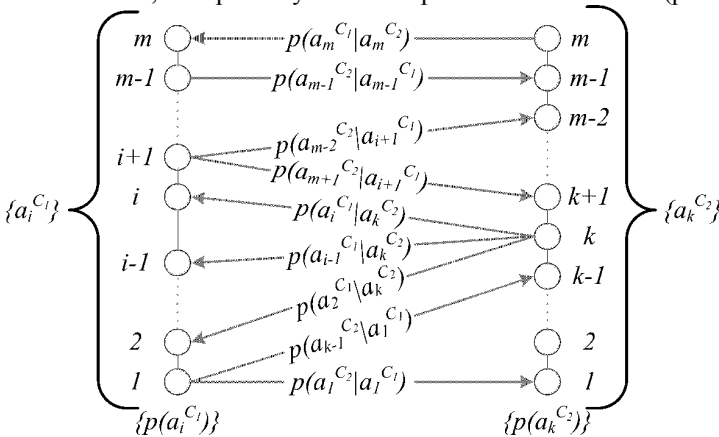 m p(a_m^{C_1}|a_m^{C_2}) m
m-1 p(a_{m-1}^{C_2}|a_{m-1}^{C_1}) m-1
p(a_{m-2}^{C_2}\a_{i+1}^{C_1}) m-2
i+1 p(a_{m+1}^{C_2}|a_{i+1}^{C_1})
{a_i^{C_1}} i p(a_i^{C_1}|a_k^{C_2}) k+1 {a_k^{C_2}}
k
i-1 p(a_{i-1}^{C_1}|a_k^{C_2}) k-1
p(a_2^{C_1}\a_k^{C_2})
2 p(a_{k-1}^{C_2}\a_1^{C_1}) 2
1 p(a_1^{C_2}|a_1^{C_1}) 1
{p(a_i^{C_1})} {p(a_k^{C_2})}